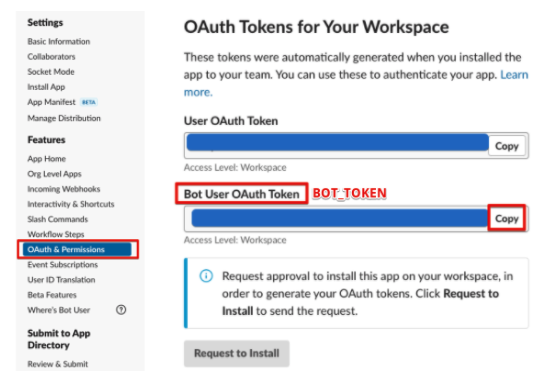 Settings
Basic Information
Collaborators
Socket Mode
Install App
App Manifest BETA
Manage Distribution
Features
App Home
Org Level Apps
Incoming Webhooks
Interactivity & Shortcuts
Slash Commands
Workflow Steps
OAuth & Permissions
Event Subscriptions
User ID Translation
Beta Features
Where's Bot User ?
Submit to App
Directory
Review & Submit
OAuth Tokens for Your Workspace
These tokens were automatically generated when you installed the
app to your team. You can use these to authenticate your app. Learn
more.
User OAuth Token
Copy
Access Level: Workspace
Bot User OAuth Token BOT_TOKEN
Copy
Access Level: Workspace
Request approval to install this app on your workspace, in
order to generate your OAuth tokens. Click Request to
Install to send the request.
Request to Install